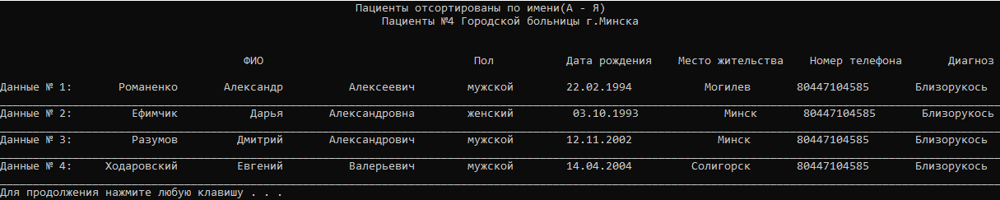 Пациенты отсортированы по имени(А - Я)
Пациенты №4 Городской больницы г.Минска
ФИО Пол Дата рождения Место жительства Номер телефона Диагноз
Данные № 1: Романенко Александр Алексеевич мужской 22.02.1994 Могилев 80447104585 Близорукось
Данные № 2: Ефимчик Дарья Александровна женский 03.10.1993 Минск 80447104585 Близорукось
Данные № 3: Разумов Дмитрий Александрович мужской 12.11.2002 Минск 80447104585 Близорукось
Данные № 4: Ходаровский Евгений Валерьевич мужской 14.04.2004 Солигорск 80447104585 Близорукось
Для продолжения нажмите любую клавишу . . .